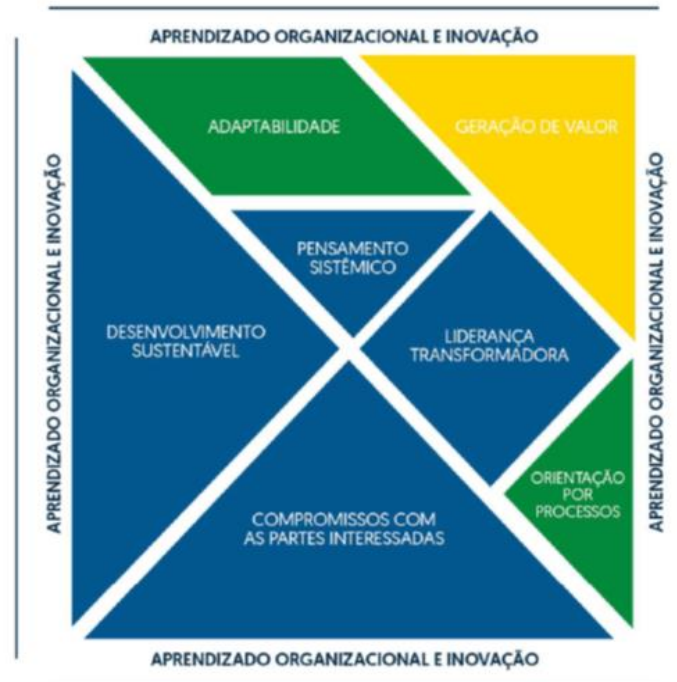 APRENDIZADO ORGANIZACIONAL E INOVAÇÃO
ADAPTABILIDADE
GERAÇÃO DE VALOR
APRENDIZADO ORGANIZACIONAL E INOVAÇÃO
PENSAMENTO
SISTÊMICO
DESENVOLVIMENTO
SUSTENTÁVEL
LIDERANÇA
TRANSFORMADORA
APRENDIZADO ORGANIZACIONAL E INOVAÇÃO
ORIENTAÇÃO
POR
PROCESSOS
COMPROMISSOS COM
AS PARTES INTERESSADAS
APRENDIZADO ORGANIZACIONAL E INOVAÇÃO